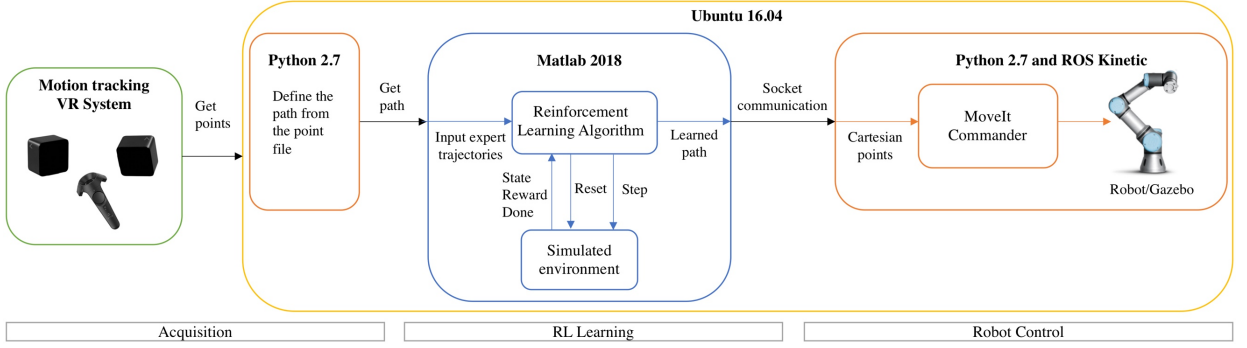 Ubuntu 16.04
Motion tracking
VR System
Get
points
Python 2.7
Define the
path from
the point
file
Get
path
Matlab 2018
Input expert
trajectories
Reinforcement
Learning Algorithm
Learned
path
State
Reward
Done
Reset
Step
Simulated
environment
Socket
communication
Python 2.7 and ROS Kinetic
Cartesian
points
MoveIt
Commander
Robot/Gazebo
Acquisition
RL Learning
Robot Control